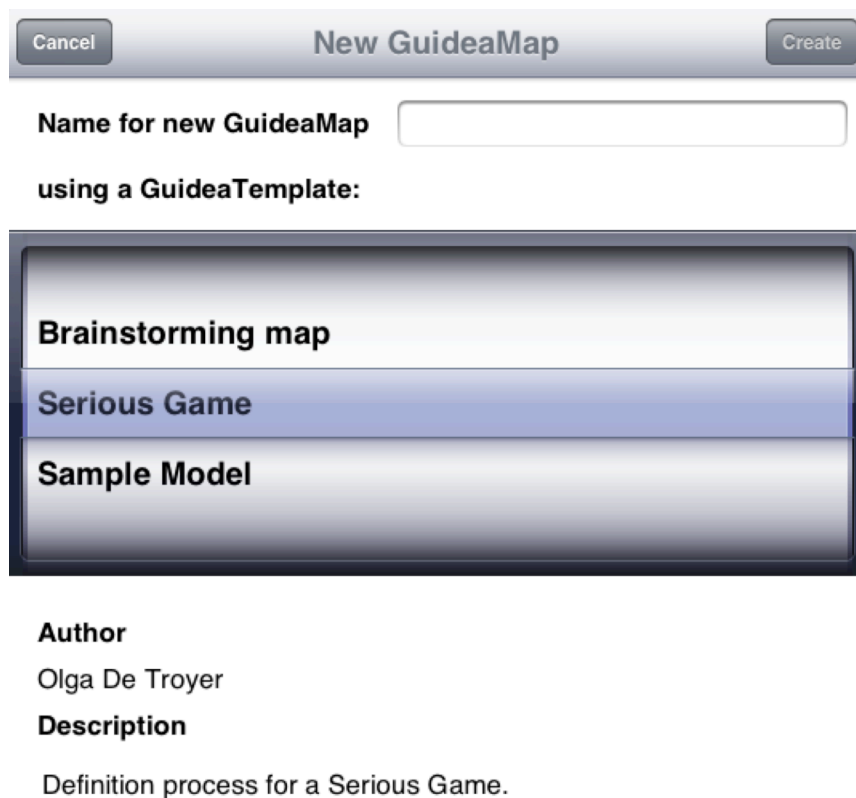 Cancel New GuideaMap Create
Name for new GuideaMap
using a GuideaTemplate:
Brainstorming map
Serious Game
Sample Model
Author
Olga De Troyer
Description
Definition process for a Serious Game.